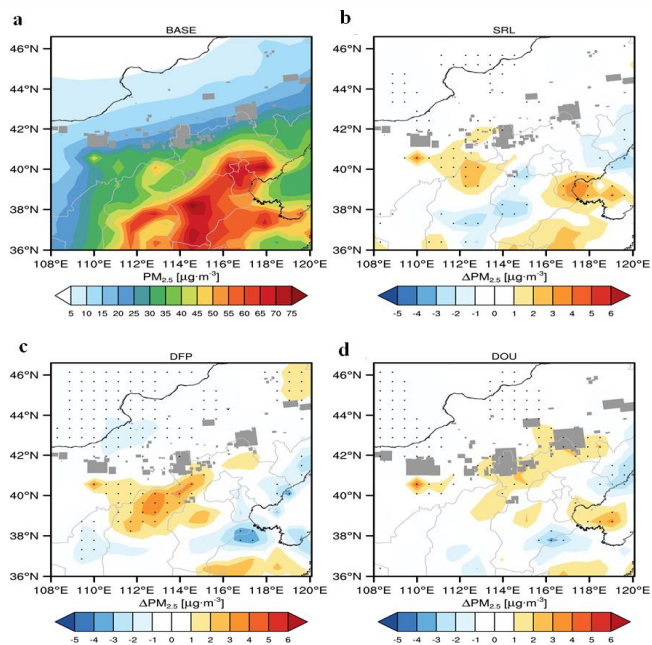 a
BASE
46°N
44°N
42°N
40°N
38°N
36°N
108°E 110°E 112°E 114°E 116°E 118°E 120°E
PM2.5 [μg·m-3]
5 10 15 20 25 30 35 40 45 50 55 60 65 70 75
b
SRL
46°N
44°N
42°N
40°N
38°N
36°N
108°E 110°E 112°E 114°E 116°E 118°E 120°E
ΔPM2.5 [μg·m-3]
-5 -4 -3 -2 -1 0 1 2 3 4 5 6
c
DFP
46°N
44°N
42°N
40°N
38°N
36°N
108°E 110°E 112°E 114°E 116°E 118°E 120°E
ΔPM2.5 [μg·m-3]
-5 -4 -3 -2 -1 0 1 2 3 4 5 6
d
DOU
46°N
44°N
42°N
40°N
38°N
36°N
108°E 110°E 112°E 114°E 116°E 118°E 120°E
ΔPM2.5 [μg·m-3]
-5 -4 -3 -2 -1 0 1 2 3 4 5 6